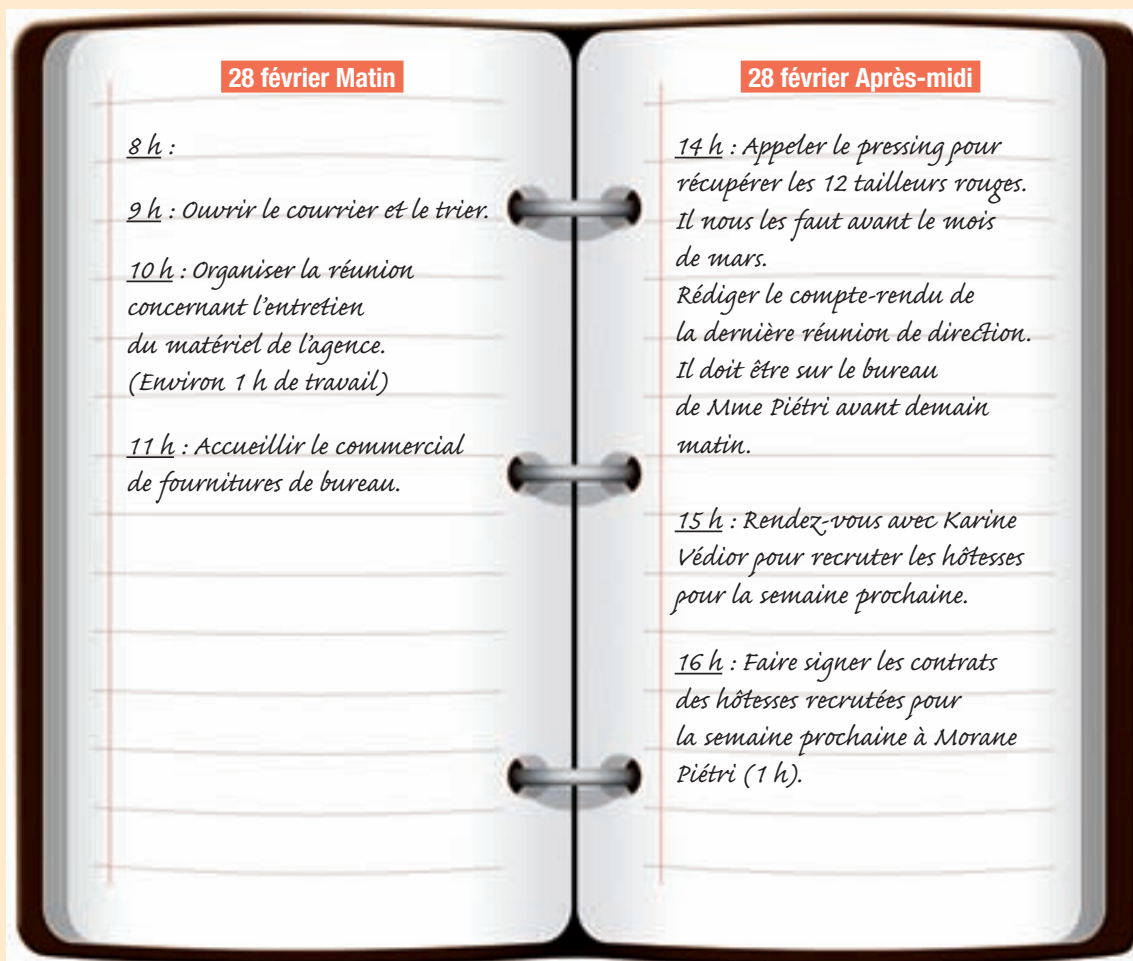 28 février Matin
8 h :
9 h : Ouvrir le courrier et le trier.
10 h : Organiser la réunion
concernant l'entretien
du matériel de l'agence.
(Environ 1 h de travail)
11 h : Accueillir le commercial
de fournitures de bureau.
28 février Après-midi
14 h : Appeler le pressing pour
récupérer les 12 tailleurs rouges.
Il nous les faut avant le mois
de mars.
Rédiger le compte-rendu de
la dernière réunion de direction.
Il doit être sur le bureau
de Mme Piétri avant demain
matin.
15 h : Rendez-vous avec Karine
Védior pour recruter les hôtesses
pour la semaine prochaine.
16 h : Faire signer les contrats
des hôtesses recrutées pour
la semaine prochaine à Morane
Piétri (1 h).